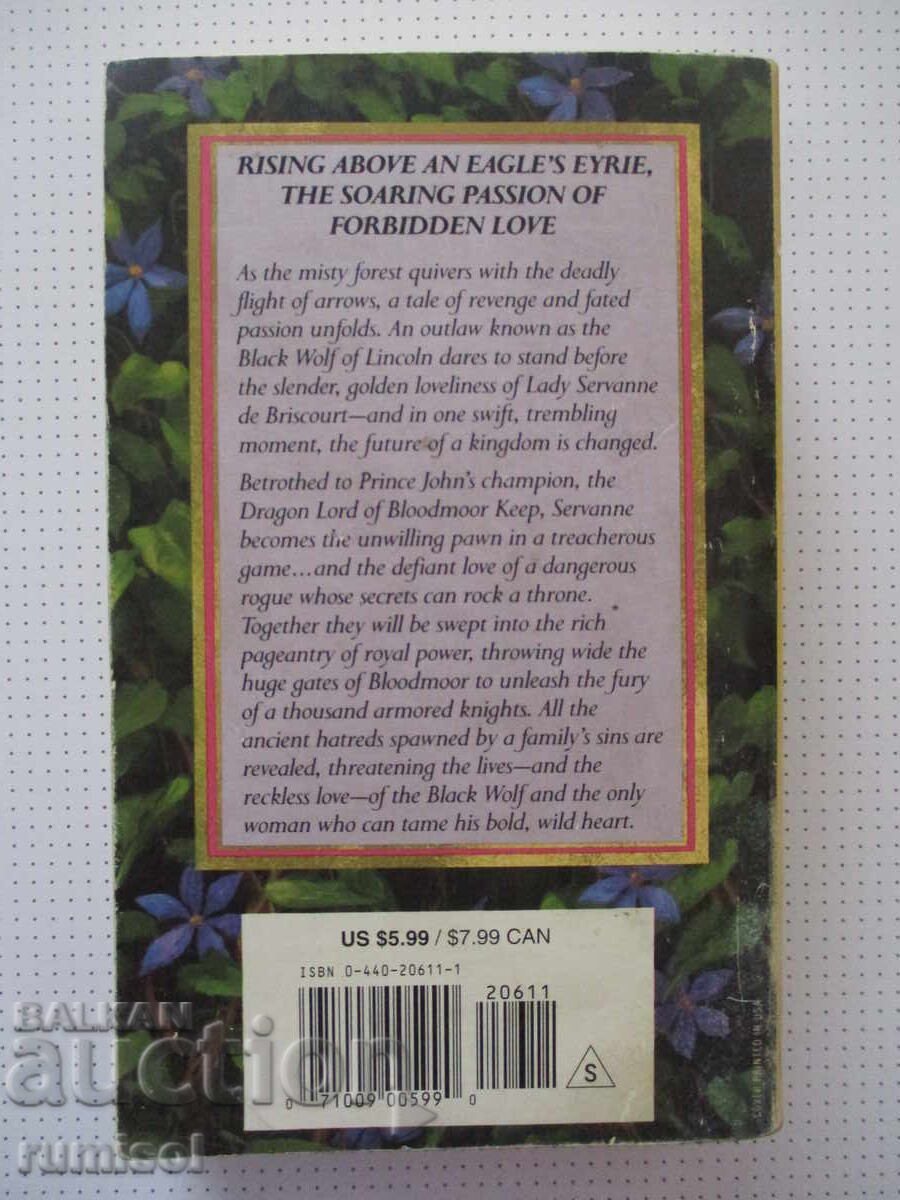 RISING ABOVE AN EAGLE'S EYRIE,
THE SOARING PASSION OF
FORBIDDEN LOVE
As the misty forest quivers with the deadly
flight of arrows, a tale of revenge and fated
passion unfolds. An outlaw known as the
Black Wolf of Lincoln dares to stand before
the slender, golden loveliness of Lady Servanne
de Briscourt—and in one swift, trembling
moment, the future of a kingdom is changed.
Betrothed to Prince John's champion, the
Dragon Lord of Bloodmoor Keep, Servanne
becomes the unwilling pawn in a treacherous
game...and the defiant love of a dangerous
rogue whose secrets can rock a throne.
Together they will be swept into the rich
pageantry of royal power, throwing wide the
huge gates of Bloodmoor to unleash the fury
of a thousand armored knights. All the
ancient hatreds spawned by a family's sins are
revealed, threatening the lives—and the
reckless love—of the Black Wolf and the only
woman who can tame his bold, wild heart.
US $5.99 / $7.99 CAN
ISBN 0-440-20611-1
20611
S
0 71009 00599 0
COVER PRINTED IN USA
BALKAN
auction
rumisol